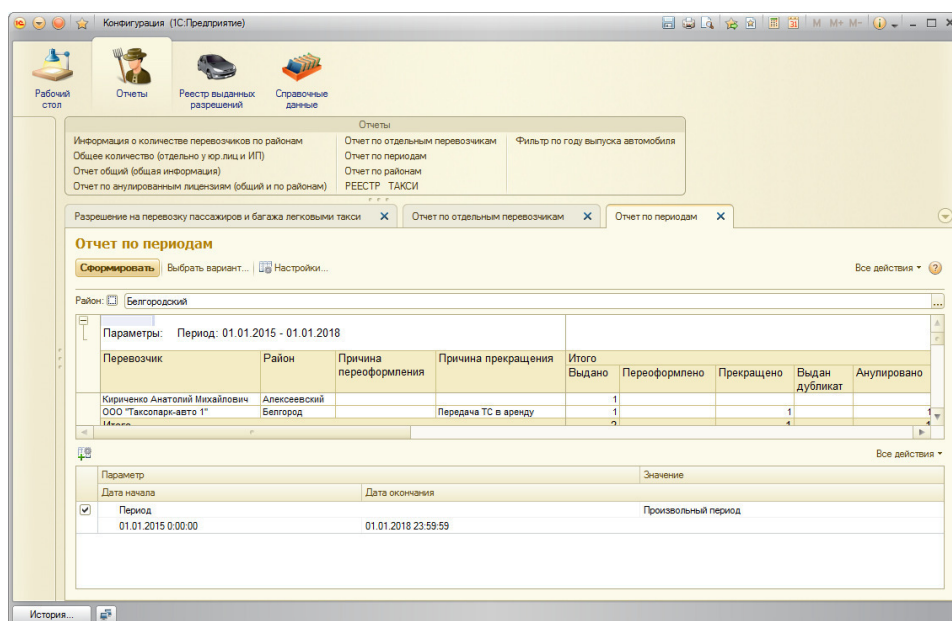 Конфигурация (1С:Предприятие)
M M+ M-
Рабочий стол
Отчеты
Реестр выданных разрешений
Справочные данные
Отчеты
Информация о количестве перевозчиков по районам
Отчет по отдельным перевозчикам
Фильтр по году выпуска автомобиля
Общее количество (отдельно у юр.лиц и ИП)
Отчет по периодам
Отчет общий (общая информация)
Отчет по районам
Отчет по анулированным лицензиям (общий и по районам)
РЕЕСТР ТАКСИ
Разрешение на перевозку пассажиров и багажа легковыми такси
Отчет по отдельным перевозчикам
Отчет по периодам
Отчет по периодам
Сформировать Выбрать вариант... Настройки... Все действия
Район: Белгородский
Параметры: Период: 01.01.2015 - 01.01.2018
Перевозчик Район Причина переоформления Причина прекращения Итого
Выдано Переоформлено Прекращено Выдан дубликат Анулировано
Кириченко Анатолий Михайлович Алексеевский 1
ООО "Таксопарк-авто 1" Белгород Передача ТС в аренду 1 1 1
Итого 2 1 1
Все действия
Параметр Значение
Дата начала Дата окончания
Период Произвольный период
01.01.2015 0:00:00 01.01.2018 23:59:59
История...